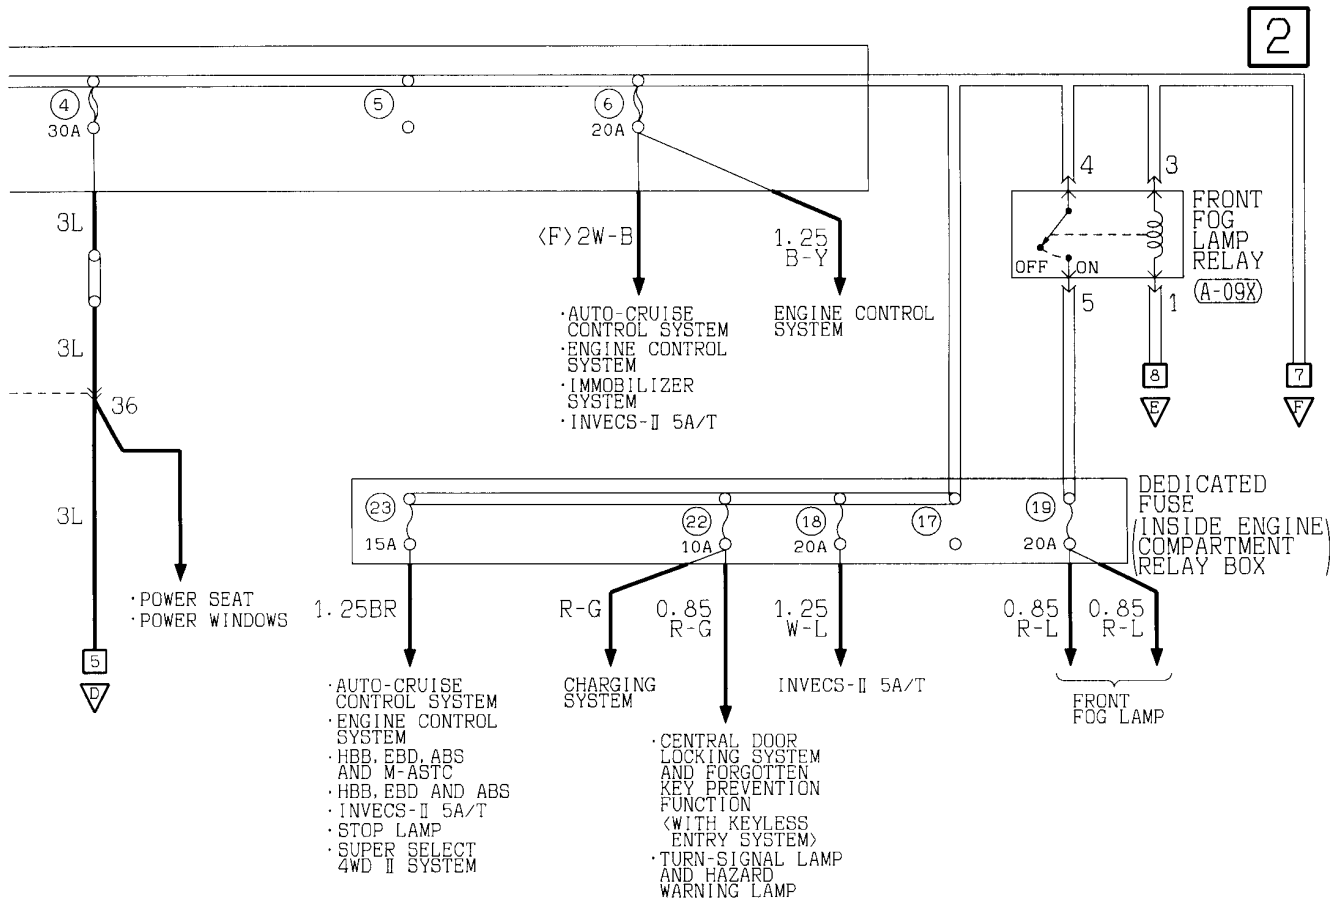 2
4
30A
5
6
20A
4
3
3L
<F>2W-B
1.25
B-Y
FRONT
FOG
LAMP
RELAY
OFF
ON
A-09X
5
1
·AUTO-CRUISE
CONTROL SYSTEM
·ENGINE CONTROL
SYSTEM
·IMMOBILIZER
SYSTEM
·INVECS-Ⅱ 5A/T
ENGINE CONTROL
SYSTEM
3L
36
8
E
7
F
3L
23
15A
22
10A
18
20A
17
19
20A
DEDICATED
FUSE
(INSIDE ENGINE
COMPARTMENT
RELAY BOX)
·POWER SEAT
·POWER WINDOWS
5
D
1.25BR
R-G
0.85
R-G
1.25
W-L
0.85
R-L
0.85
R-L
·AUTO-CRUISE
CONTROL SYSTEM
·ENGINE CONTROL
SYSTEM
·HBB,EBD,ABS
AND M-ASTC
·HBB,EBD AND ABS
·INVECS-Ⅱ 5A/T
·STOP LAMP
·SUPER SELECT
4WD Ⅱ SYSTEM
CHARGING
SYSTEM
·CENTRAL DOOR
LOCKING SYSTEM
AND FORGOTTEN
KEY PREVENTION
FUNCTION
<WITH KEYLESS
ENTRY SYSTEM>
·TURN-SIGNAL LAMP
AND HAZARD
WARNING LAMP
INVECS-Ⅱ 5A/T
FRONT
FOG LAMP